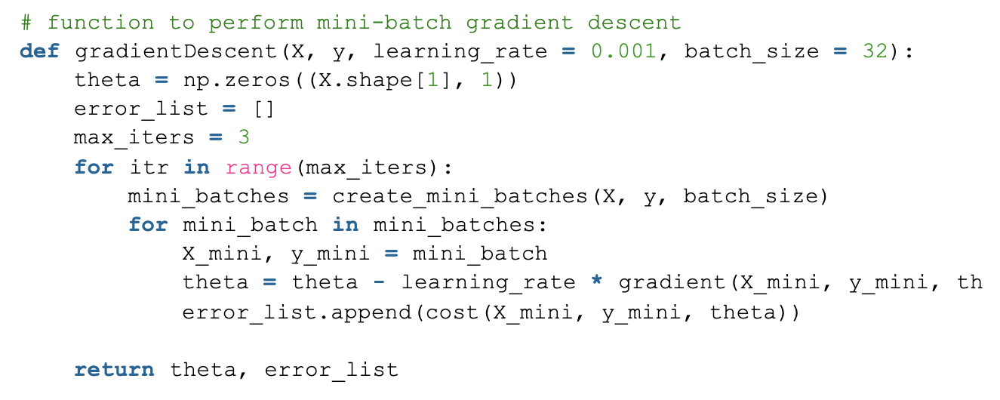 # function to perform mini-batch gradient descent
def gradientDescent(X, y, learning_rate = 0.001, batch_size = 32):
    theta = np.zeros((X.shape[1], 1))
    error_list = []
    max_iters = 3
    for itr in range(max_iters):
        mini_batches = create_mini_batches(X, y, batch_size)
        for mini_batch in mini_batches:
            X_mini, y_mini = mini_batch
            theta = theta - learning_rate * gradient(X_mini, y_mini, th
            error_list.append(cost(X_mini, y_mini, theta))
    return theta, error_list